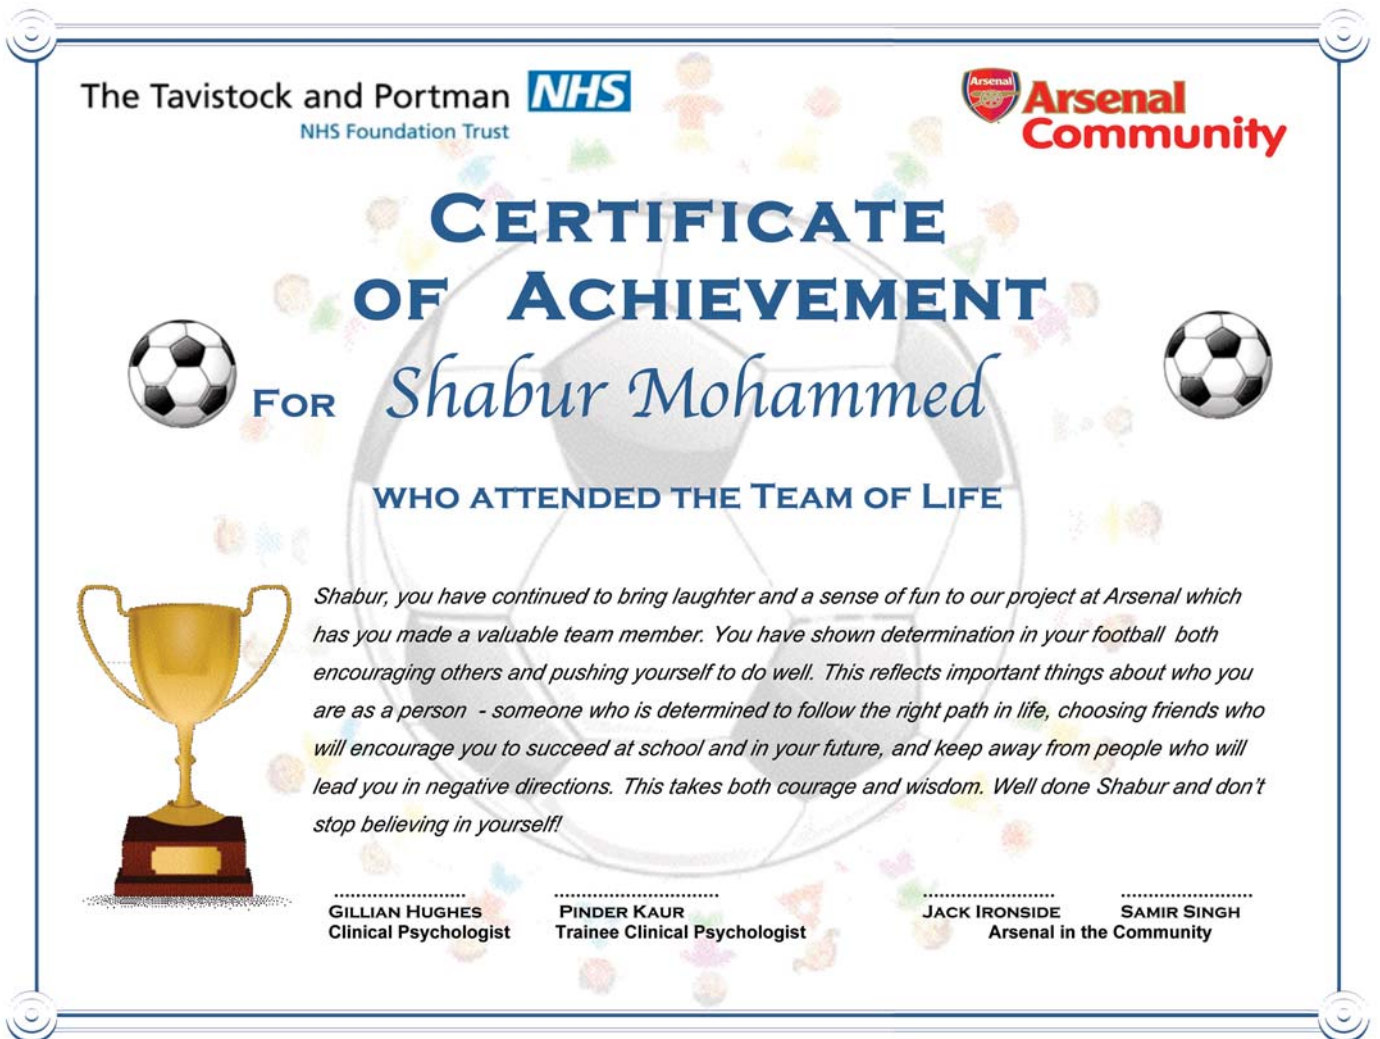 The Tavistock and Portman NHS
NHS Foundation Trust
Arsenal
Arsenal
Community
CERTIFICATE
OF ACHIEVEMENT
FOR Shabur Mohammed
WHO ATTENDED THE TEAM OF LIFE
Shabur, you have continued to bring laughter and a sense of fun to our project at Arsenal which
has you made a valuable team member. You have shown determination in your football both
encouraging others and pushing yourself to do well. This reflects important things about who you
are as a person - someone who is determined to follow the right path in life, choosing friends who
will encourage you to succeed at school and in your future, and keep away from people who will
lead you in negative directions. This takes both courage and wisdom. Well done Shabur and don't
stop believing in yourself!
........................ .............................. ........................ ........................
GILLIAN HUGHES PINDER KAUR JACK IRONSIDE SAMIR SINGH
Clinical Psychologist Trainee Clinical Psychologist Arsenal in the Community